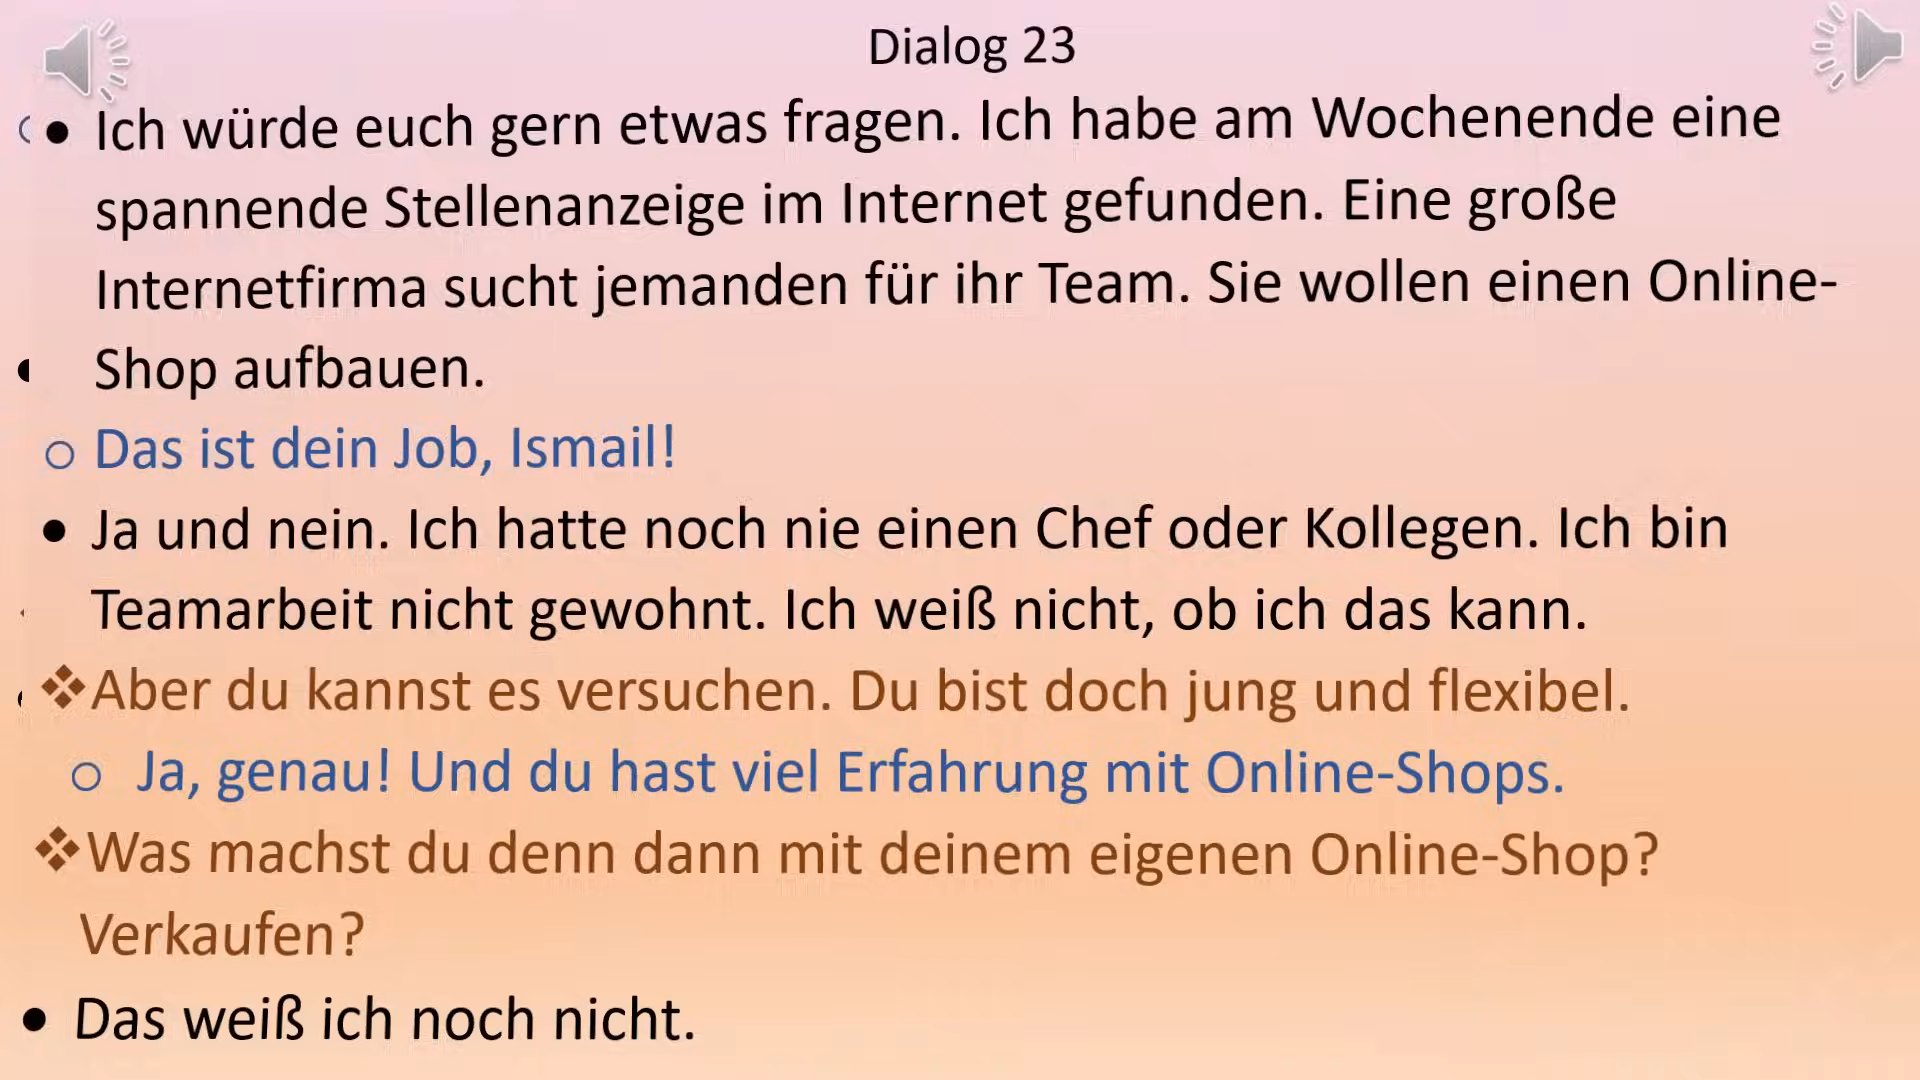 Dialog 23
Ich würde euch gern etwas fragen. Ich habe am Wochenende eine
spannende Stellenanzeige im Internet gefunden. Eine große
Internetfirma sucht jemanden für ihr Team. Sie wollen einen Online-
Shop aufbauen.
Das ist dein Job, Ismail!
Ja und nein. Ich hatte noch nie einen Chef oder Kollegen. Ich bin
Teamarbeit nicht gewohnt. Ich weiß nicht, ob ich das kann.
Aber du kannst es versuchen. Du bist doch jung und flexibel.
Ja, genau! Und du hast viel Erfahrung mit Online-Shops.
Was machst du denn dann mit deinem eigenen Online-Shop?
Verkaufen?
Das weiß ich noch nicht.